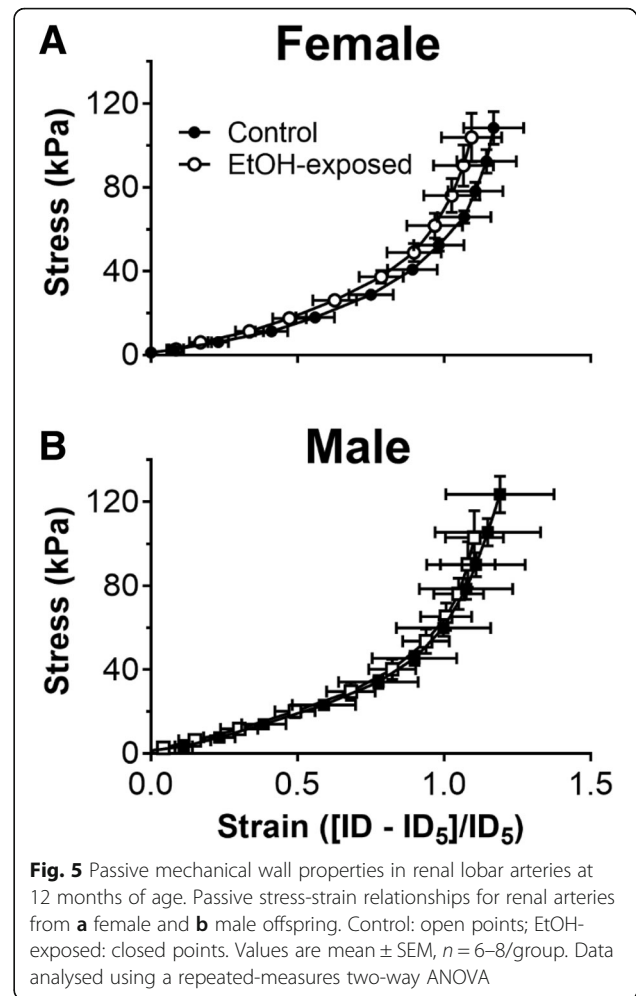 A
Female
Stress (kPa)
120
80
40
0
Control
EtOH-exposed
B
Male
Stress (kPa)
120
80
40
0
0.0 0.5 1.0 1.5
Strain ([ID - ID₅]/ID₅)
Fig. 5 Passive mechanical wall properties in renal lobar arteries at
12 months of age. Passive stress-strain relationships for renal arteries
from a female and b male offspring. Control: open points; EtOH-
exposed: closed points. Values are mean ± SEM, n = 6–8/group. Data
analysed using a repeated-measures two-way ANOVA